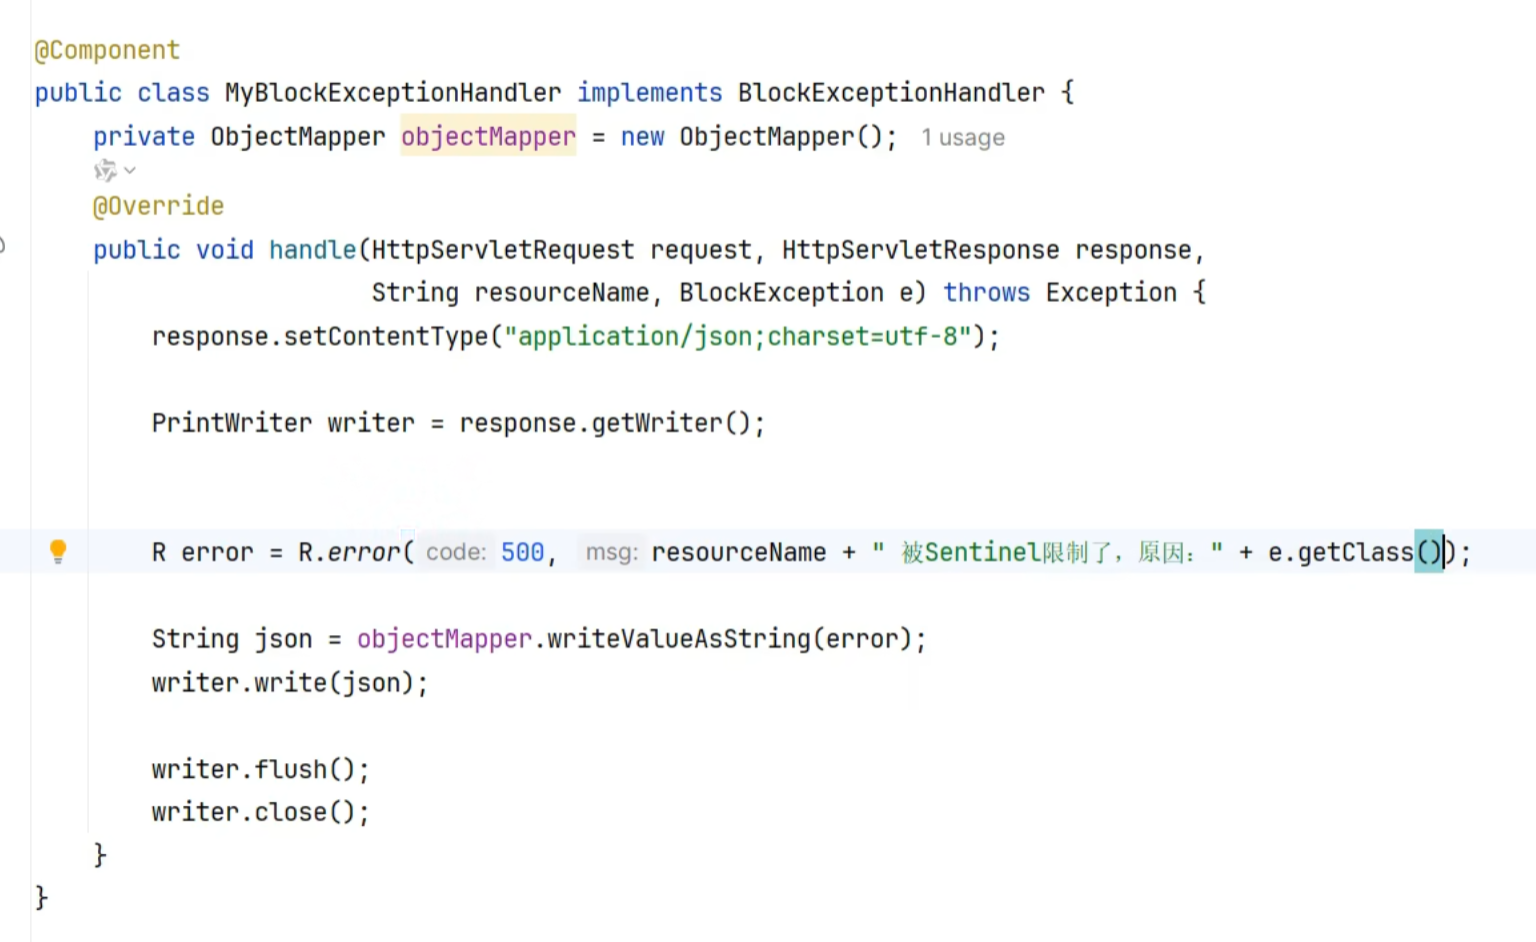 @Component
public class MyBlockExceptionHandler implements BlockExceptionHandler {
    private ObjectMapper objectMapper = new ObjectMapper(); 1 usage
    @Override
    public void handle(HttpServletRequest request, HttpServletResponse response,
                       String resourceName, BlockException e) throws Exception {
        response.setContentType("application/json;charset=utf-8");
        PrintWriter writer = response.getWriter();
        R error = R.error( code: 500, msg: resourceName + " 被Sentinel限制了，原因：" + e.getClass());
        String json = objectMapper.writeValueAsString(error);
        writer.write(json);
        writer.flush();
        writer.close();
    }
}